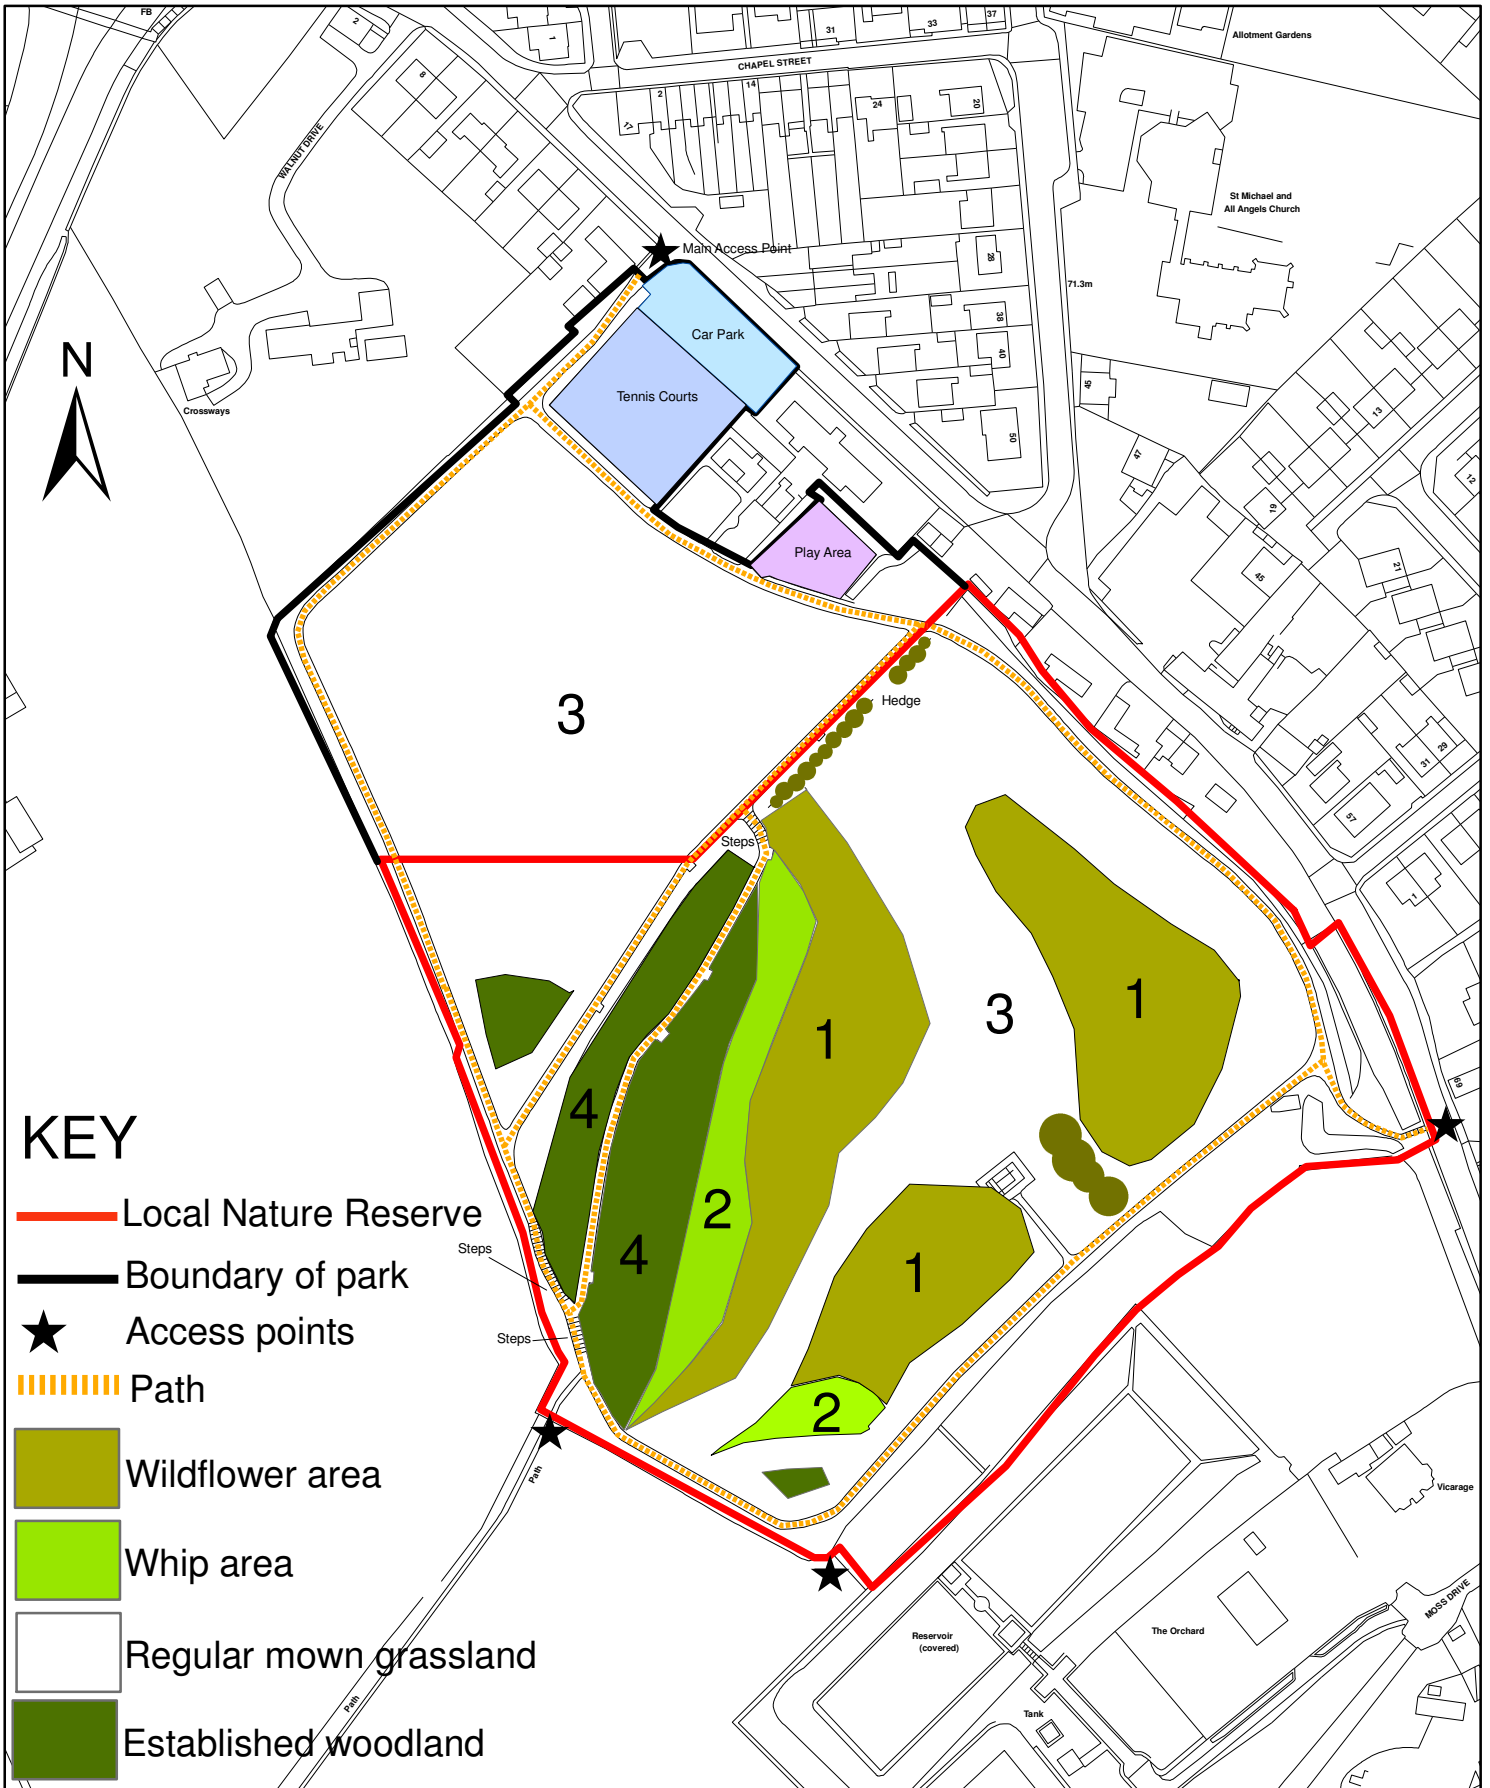 FB
2
1
31
33
37
Allotment Gardens
CHAPEL STREET
8
2
14
17
24
20
WALNUT DRIVE
St Michael and
All Angels Church
Main Access Point
28
71.3m
38
Car Park
40
N
45
Tennis Courts
Crossways
13
50
47
12
19
Play Area
21
45
Hedge
3
29
31
57
Steps
1
3
1
1
69
4
KEY
2
Local Nature Reserve
Steps
4
Boundary of park
1
Access points
Steps
Path
2
Wildflower area
Path
Vicarage
Whip area
MOSS DRIVE
Reservoir
(covered)
The Orchard
Regular mown grassland
Path
Tank
Established woodland